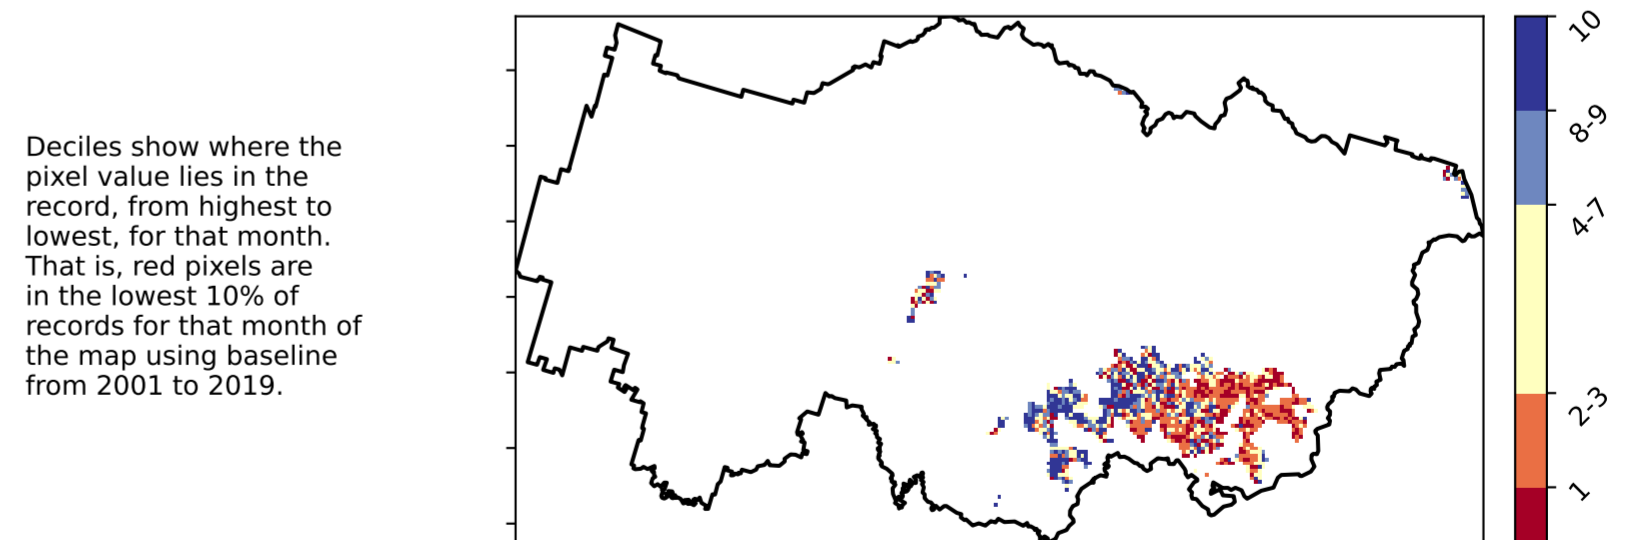 Deciles show where the
pixel value lies in the
record, from highest to
lowest, for that month.
That is, red pixels are
in the lowest 10% of
records for that month of
the map using baseline
from 2001 to 2019.
10
8-9
4-7
2-3
1